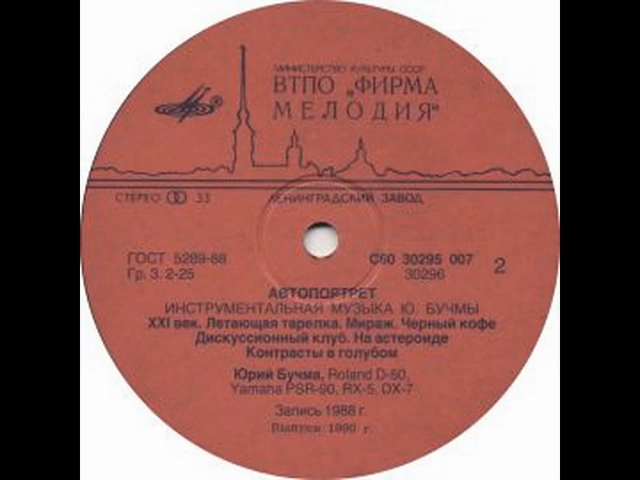 МИНИСТЕРСТВО КУЛЬТУРЫ СССР
ВТПО „ФИРМА
МЕЛОДИЯ“
СТЕРЕО 33
ЛЕНИНГРАДСКИЙ ЗАВОД
ГОСТ 5289-88
Гр. 3. 2-25
С60 30295 007
30296
2
АВТОПОРТРЕТ
ИНСТРУМЕНТАЛЬНАЯ МУЗЫКА Ю. БУЧМЫ
XXI век. Летающая тарелка. Мираж. Черный кофе
Дискуссионный клуб. На астероиде
Контрасты в голубом
Юрий Бучма, Roland D-50,
Yamaha PSR-90, RX-5, DX-7
Запись 1988 г.
Выпуск 1990 г.